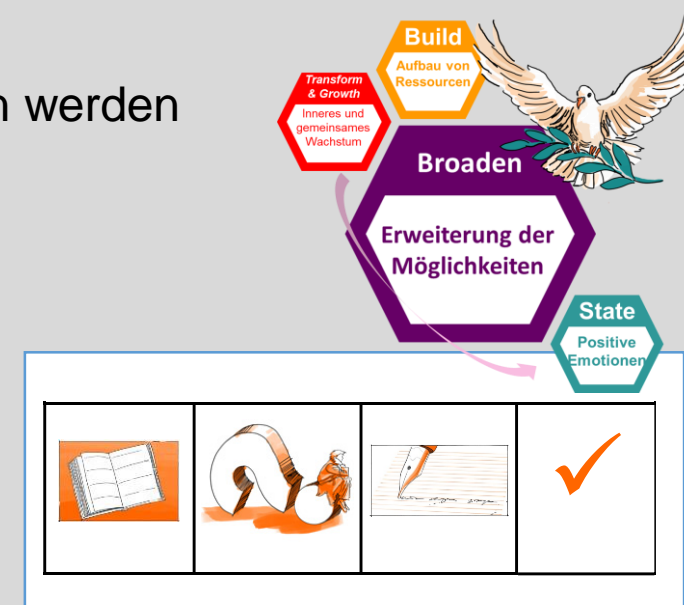 werden
Build
Aufbau von
Ressourcen
Transform
& Growth
Inneres und
gemeinsames
Wachstum
Broaden
Erweiterung der
Möglichkeiten
State
Positive
Emotionen